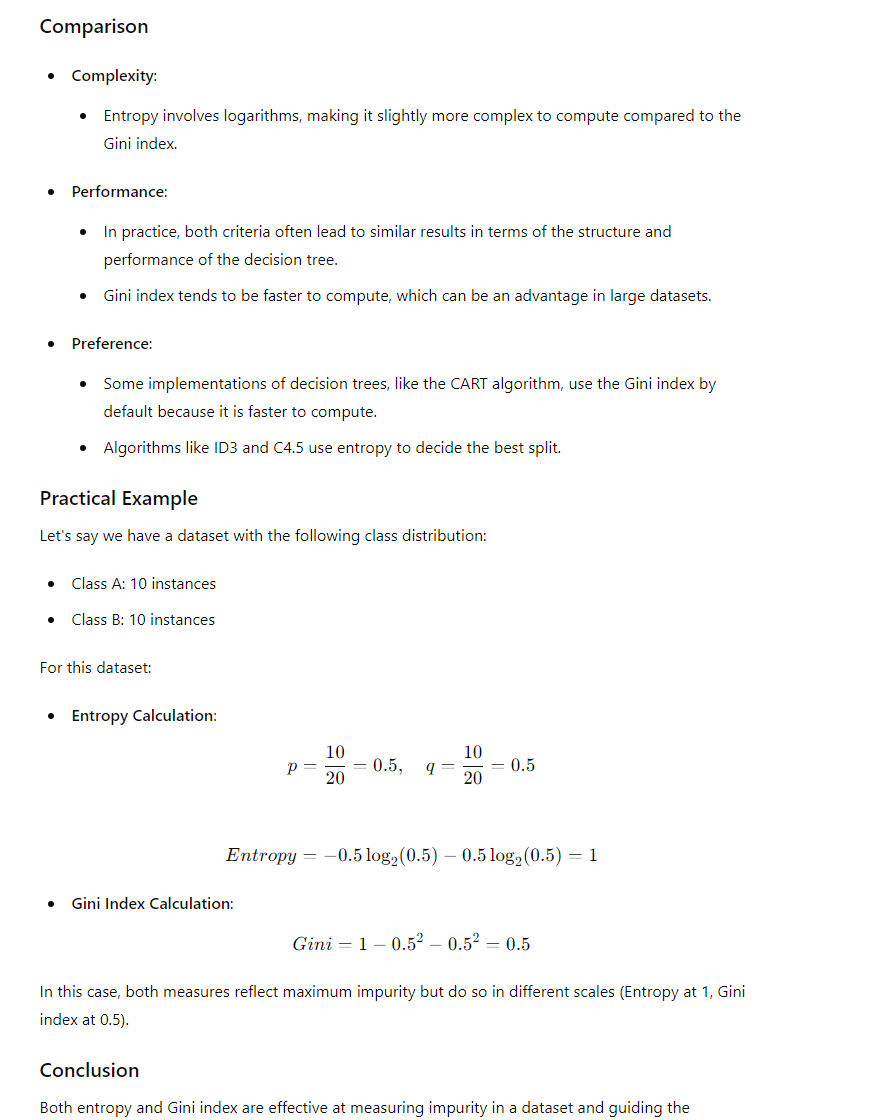 Comparison
• Complexity:
• Entropy involves logarithms, making it slightly more complex to compute compared to the
Gini index.
• Performance:
• In practice, both criteria often lead to similar results in terms of the structure and
performance of the decision tree.
• Gini index tends to be faster to compute, which can be an advantage in large datasets.
• Preference:
• Some implementations of decision trees, like the CART algorithm, use the Gini index by
default because it is faster to compute.
• Algorithms like ID3 and C4.5 use entropy to decide the best split.
Practical Example
Let's say we have a dataset with the following class distribution:
• Class A: 10 instances
• Class B: 10 instances
For this dataset:
• Entropy Calculation:
p = 10/20 = 0.5, q = 10/20 = 0.5
Entropy = −0.5 log₂(0.5) − 0.5 log₂(0.5) = 1
• Gini Index Calculation:
Gini = 1 − 0.5² − 0.5² = 0.5
In this case, both measures reflect maximum impurity but do so in different scales (Entropy at 1, Gini
index at 0.5).
Conclusion
Both entropy and Gini index are effective at measuring impurity in a dataset and guiding the